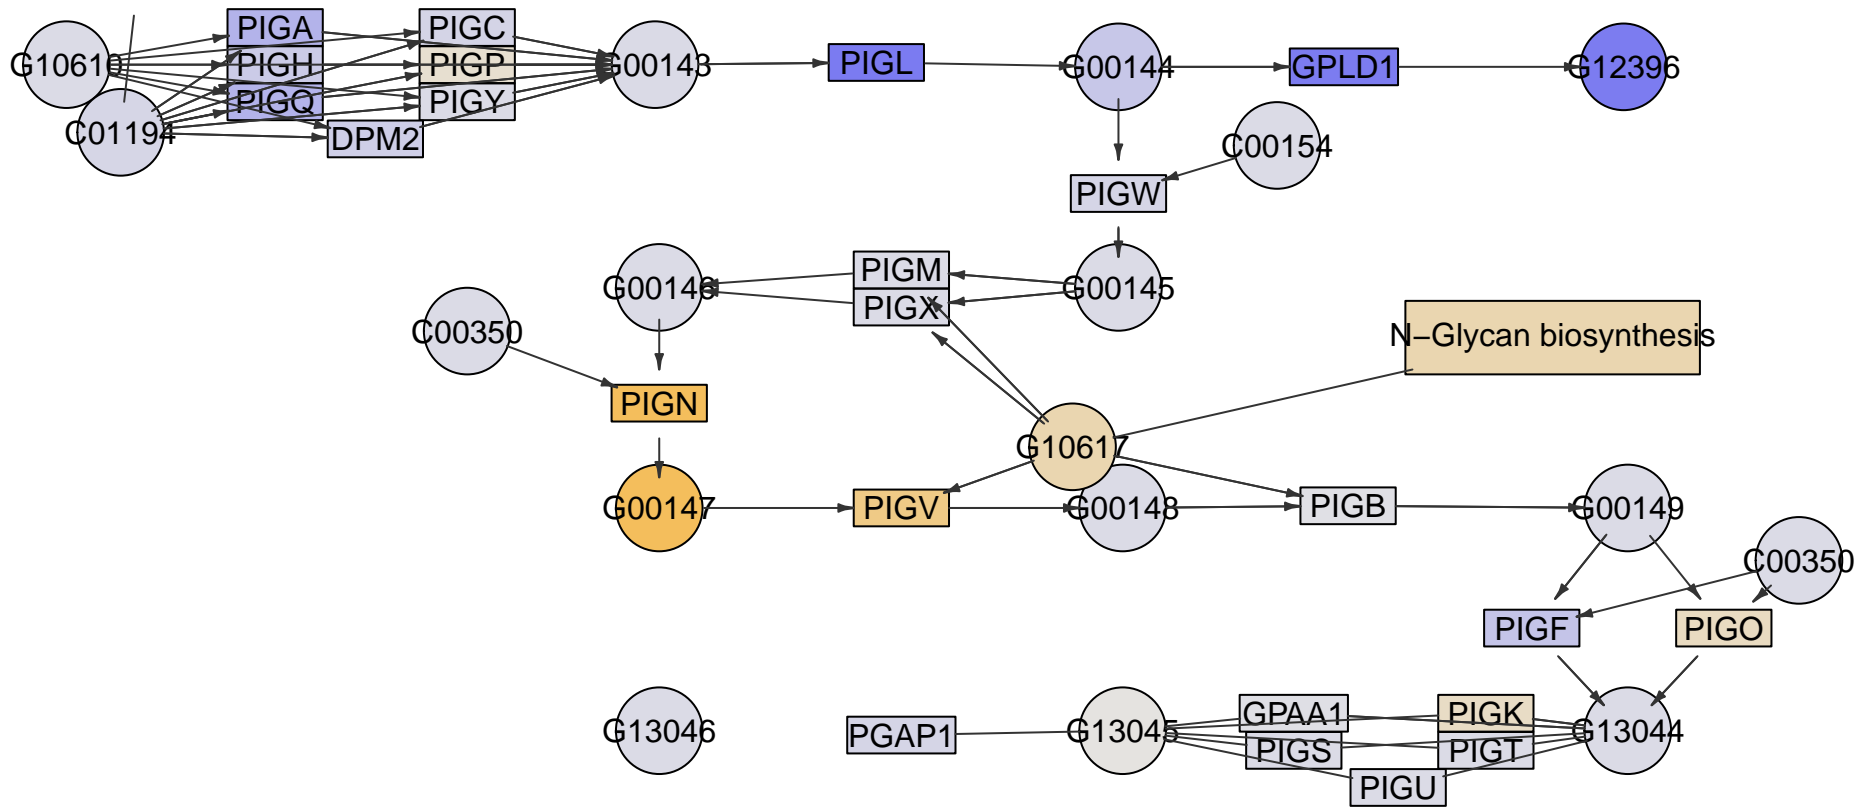 PIGA
PIGC
G10610
PIGH
PIGP
G00143
PIGL
G00144
GPLD1
G12396
PIGQ
PIGY
C01194
DPM2
C00154
PIGW
PIGM
G00146
G00145
PIGX
C00350
N−Glycan biosynthesis
PIGN
G10617
G00147
PIGV
G00148
PIGB
G00149
C00350
PIGF
PIGO
GPAA1
PIGK
G13046
PGAP1
G13045
G13044
PIGS
PIGT
PIGU